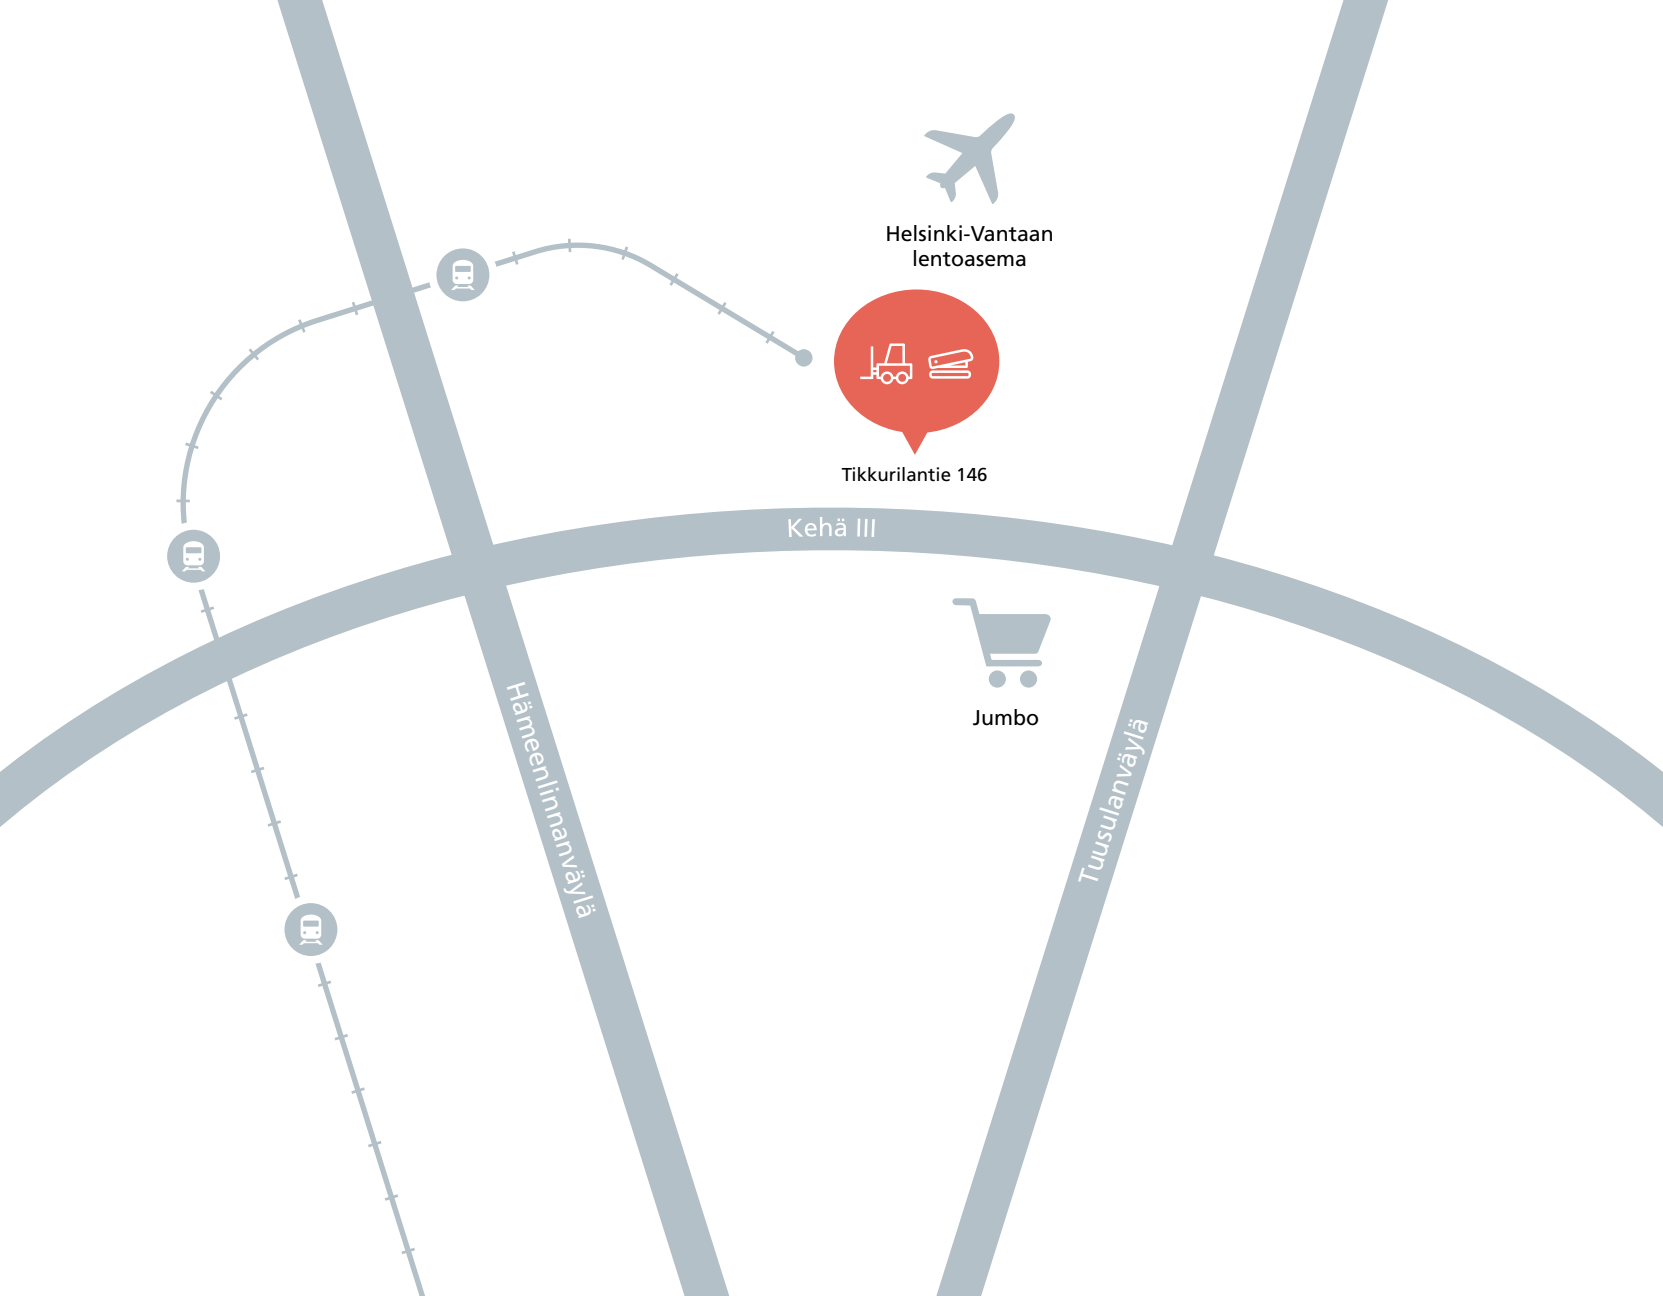 Helsinki-Vantaan
lentoasema
Tikkurilantie 146
Kehä III
Jumbo
Hämeenlinnanväylä
Tuusulanväylä